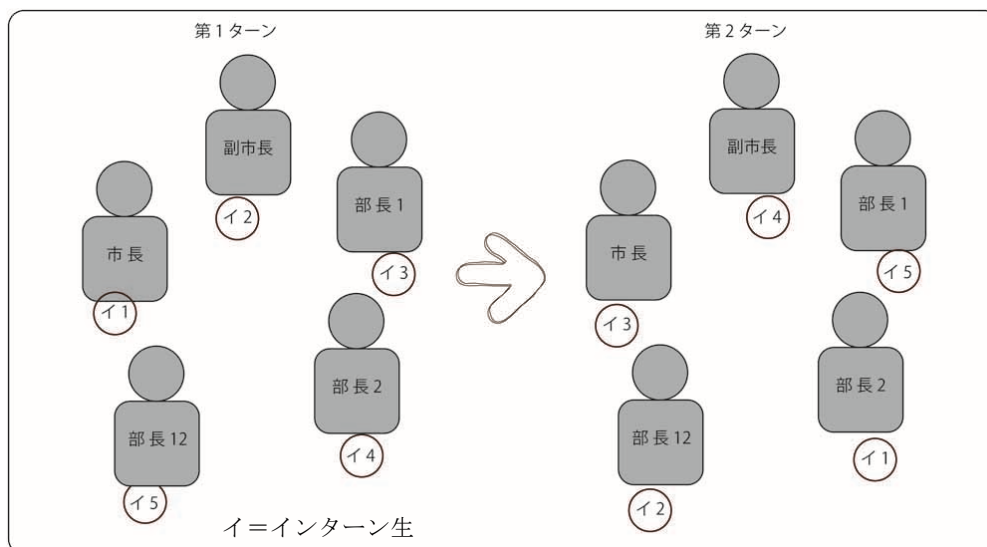 第1ターン
副市長
イ2
部長1
イ3
市長
イ1
部長2
イ4
部長12
イ5
イ=インターン生
第2ターン
副市長
イ4
部長1
イ5
市長
イ3
部長2
イ1
部長12
イ2